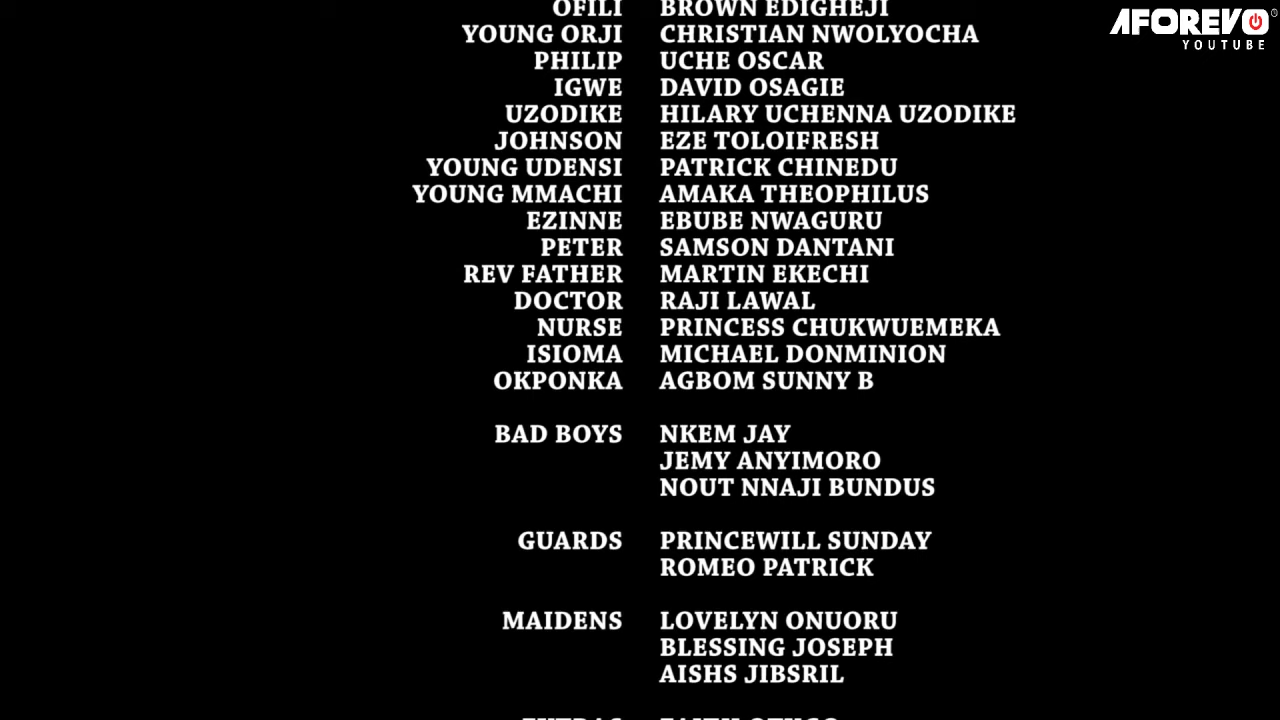 AFOREVO
YOUTUBE
OFILI BROWN EDIGHEJI
YOUNG ORJI CHRISTIAN NWOLYOCHA
PHILIP UCHE OSCAR
IGWE DAVID OSAGIE
UZODIKE HILARY UCHENNA UZODIKE
JOHNSON EZE TOLOIFRESH
YOUNG UDENSI PATRICK CHINEDU
YOUNG MMACHI AMAKA THEOPHILUS
EZINNE EBUBE NWAGURU
PETER SAMSON DANTANI
REV FATHER MARTIN EKECHI
DOCTOR RAJI LAWAL
NURSE PRINCESS CHUKWUEMEKA
ISIOMA MICHAEL DONMINION
OKPONKA AGBOM SUNNY B
BAD BOYS NKEM JAY
JEMY ANYIMORO
NOUT NNAJI BUNDUS
GUARDS PRINCEWILL SUNDAY
ROMEO PATRICK
MAIDENS LOVELYN ONUORU
BLESSING JOSEPH
AISHS JIBSRIL